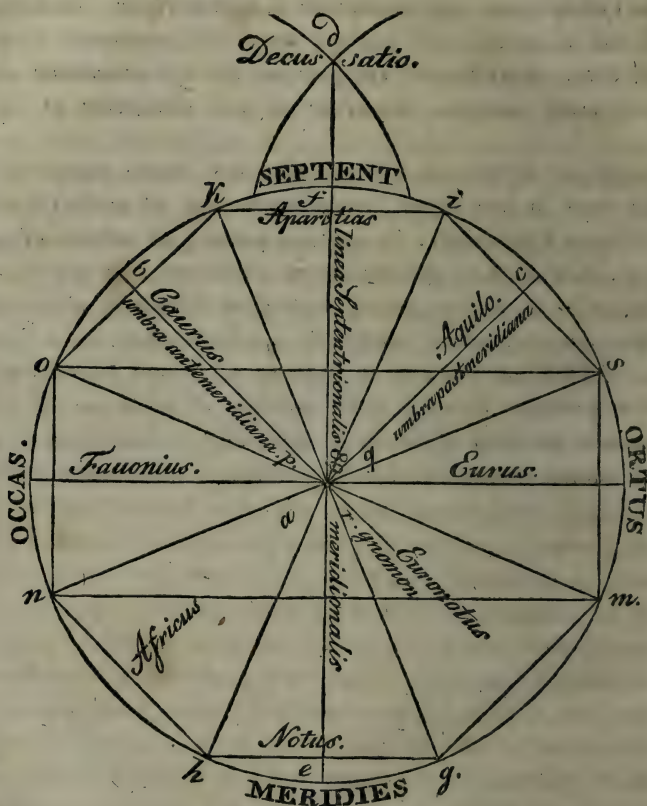 d
Decus satio.
SEPTENT
k f i
Aparctias
b c
Caurus
umbra antemeridiana. p.
linea Septentrionalis &
Aquilo.
umbra postmeridiana
o s
OCCAS.
Fauonius.
q
Eurus.
ORTUS
a
r. gnomon
Euronotus
meridionalis
n m.
Africus
Notus.
h e g.
MERIDIES